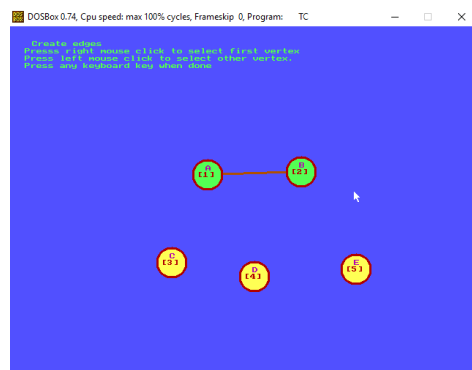 DOSBox 0.74, Cpu speed: max 100% cycles, Frameskip 0, Program: TC
Create edges
Presss right mouse click to select first vertex
Press left mouse click to select other vertex.
Press any keyboard key when done
A
[1]
B
[2]
C
[3]
D
[4]
E
[5]